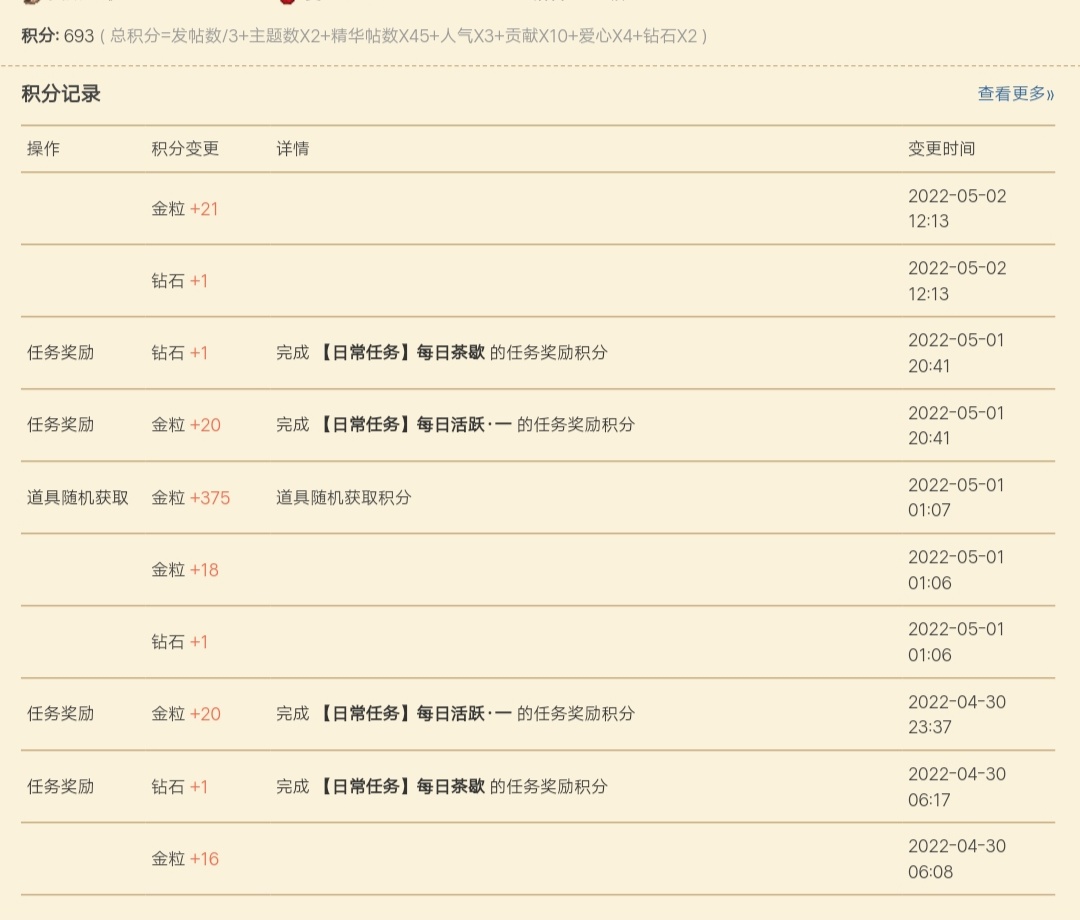 积分: 693 ( 总积分=发帖数/3+主题数X2+精华帖数X45+人气X3+贡献X10+爱心X4+钻石X2 )
积分记录 查看更多»
操作 积分变更 详情 变更时间
金粒 +21 2022-05-02 12:13
钻石 +1 2022-05-02 12:13
任务奖励 钻石 +1 完成 【日常任务】每日茶歇 的任务奖励积分 2022-05-01 20:41
任务奖励 金粒 +20 完成 【日常任务】每日活跃·一 的任务奖励积分 2022-05-01 20:41
道具随机获取 金粒 +375 道具随机获取积分 2022-05-01 01:07
金粒 +18 2022-05-01 01:06
钻石 +1 2022-05-01 01:06
任务奖励 金粒 +20 完成 【日常任务】每日活跃·一 的任务奖励积分 2022-04-30 23:37
任务奖励 钻石 +1 完成 【日常任务】每日茶歇 的任务奖励积分 2022-04-30 06:17
金粒 +16 2022-04-30 06:08